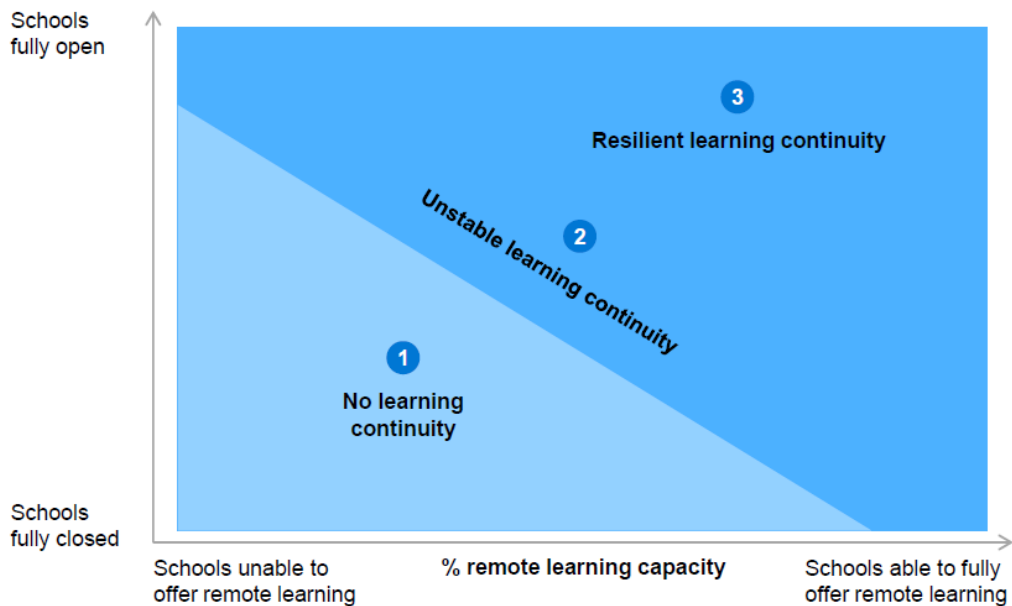 Schools
fully open
3
Resilient learning continuity
2
Unstable learning continuity
1
No learning
continuity
Schools
fully closed
Schools unable to
offer remote learning
% remote learning capacity
Schools able to fully
offer remote learning